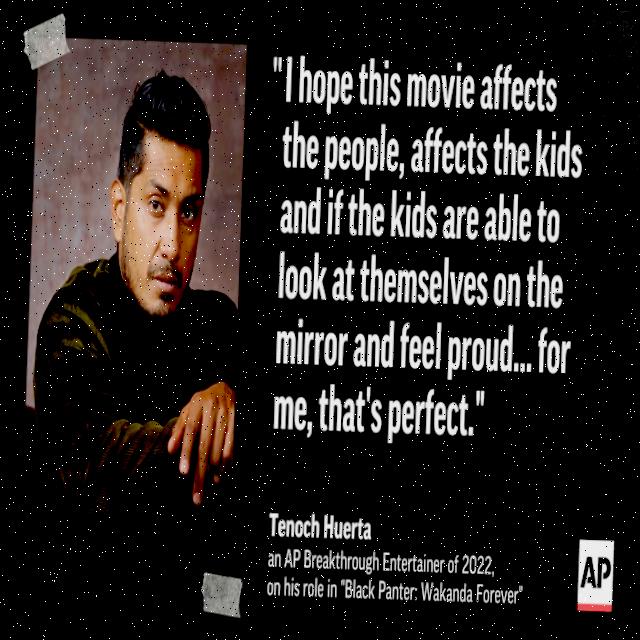 "I hope this movie affects
the people, affects the kids
and if the kids are able to
look at themselves on the
mirror and feel proud... for
me, that's perfect."
Tenoch Huerta
an AP Breakthrough Entertainer of 2022,
on his role in "Black Panter: Wakanda Forever"
AP